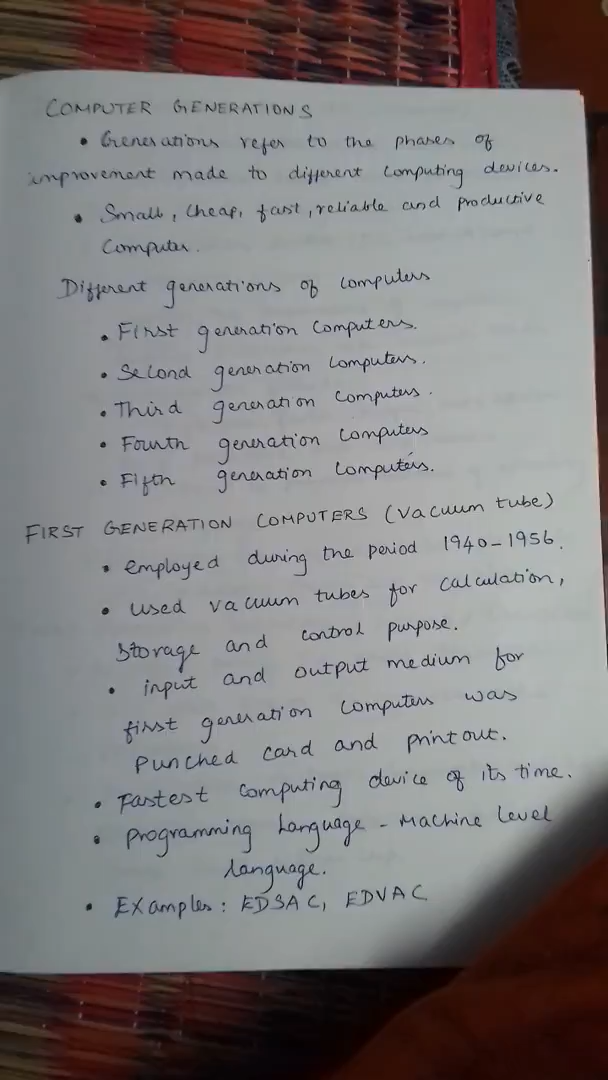 COMPUTER GENERATIONS
• Generations refer to the phases of
improvement made to different computing devices.
• Small, cheap, fast, reliable and productive
computer.
Different generations of computers
• First generation computers.
• Second generation computers.
• Third generation computers.
• Fourth generation computers
• Fifth generation computers.
FIRST GENERATION COMPUTERS (Vacuum tube)
• employed during the period 1940-1956.
• used vacuum tubes for calculation,
storage and control purpose.
• input and output medium for
first generation computers was
punched card and printout.
• Fastest computing device of its time.
• Programming Language - Machine Level
language.
• Examples: EDSAC, EDVAC